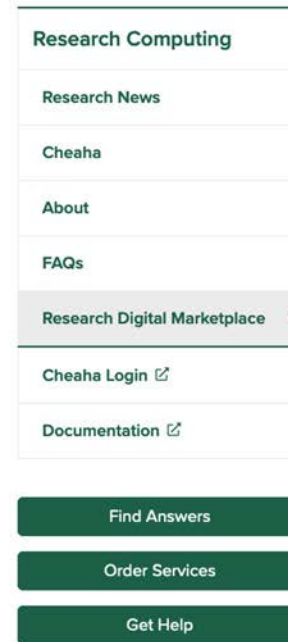 Research Computing
Research News
Cheaha
About
FAQs
Research Digital Marketplace
Cheaha Login
Documentation
Find Answers
Order Services
Get Help